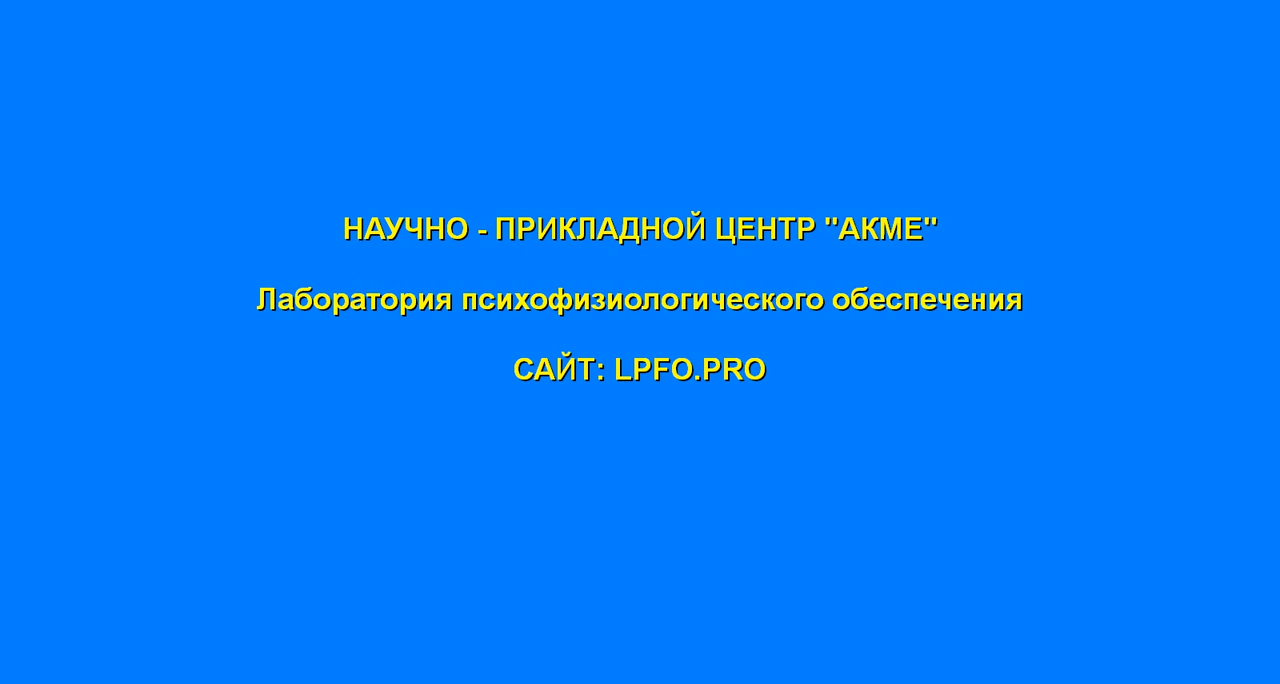 НАУЧНО - ПРИКЛАДНОЙ ЦЕНТР "АКМЕ"
Лаборатория психофизиологического обеспечения
САЙТ: LPFO.PRO